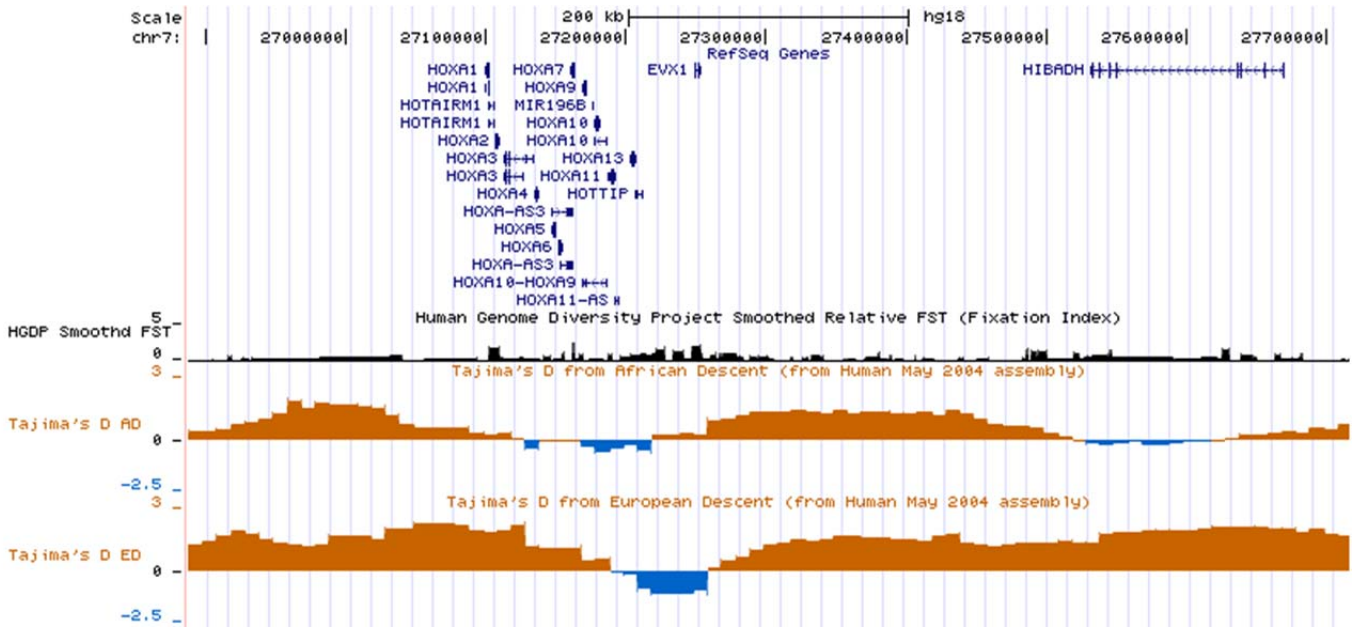 Scale 200 kb hg18
chr7: 27000000 27100000 27200000 27300000 27400000 27500000 27600000 27700000
RefSeq Genes
HOXA1 HOXA7 EVX1 HIBADH
HOXA1 HOXA9
HOTAIRM1 MIR196B
HOTAIRM1 HOXA10
HOXA2 HOXA10
HOXA3 HOXA13
HOXA3 HOXA11
HOXA4 HOTTIP
HOXA-AS3
HOXA5
HOXA6
HOXA-AS3
HOXA10-HOXA9
HOXA11-AS
5 _ Human Genome Diversity Project Smoothed Relative FST (Fixation Index)
HGDP Smoothd FST
0 _
3 _ Tajima's D from African Descent (from Human May 2004 assembly)
Tajima's D AD
0 _
-2.5 _
3 _ Tajima's D from European Descent (from Human May 2004 assembly)
Tajima's D ED
0 _
-2.5 _